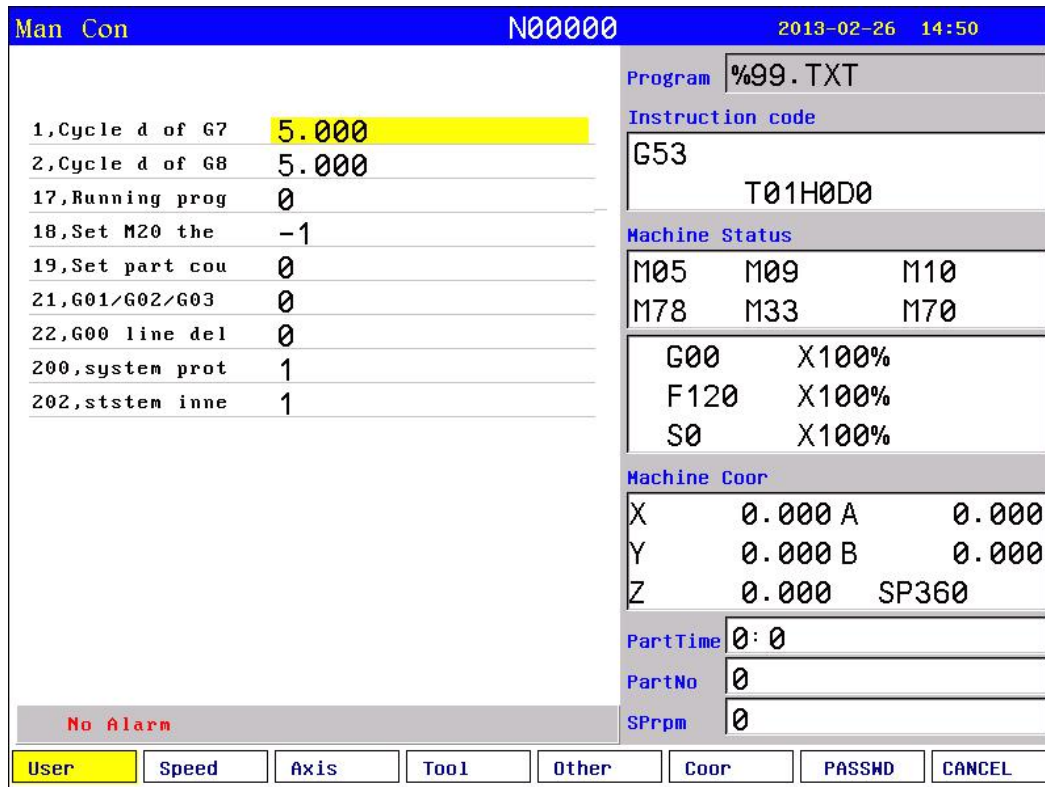 Man Con N00000 2013-02-26 14:50
1,Cycle d of G7 5.000
2,Cycle d of G8 5.000
17,Running prog 0
18,Set M20 the -1
19,Set part cou 0
21,G01/G02/G03 0
22,G00 line del 0
200,system prot 1
202,ststem inne 1
No Alarm
Program %99.TXT
Instruction code
G53
T01H0D0
Machine Status
M05 M09 M10
M78 M33 M70
G00 X100%
F120 X100%
S0 X100%
Machine Coor
X 0.000 A 0.000
Y 0.000 B 0.000
Z 0.000 SP360
PartTime 0: 0
PartNo 0
SPrpm 0
User Speed Axis Tool Other Coor PASSWD CANCEL